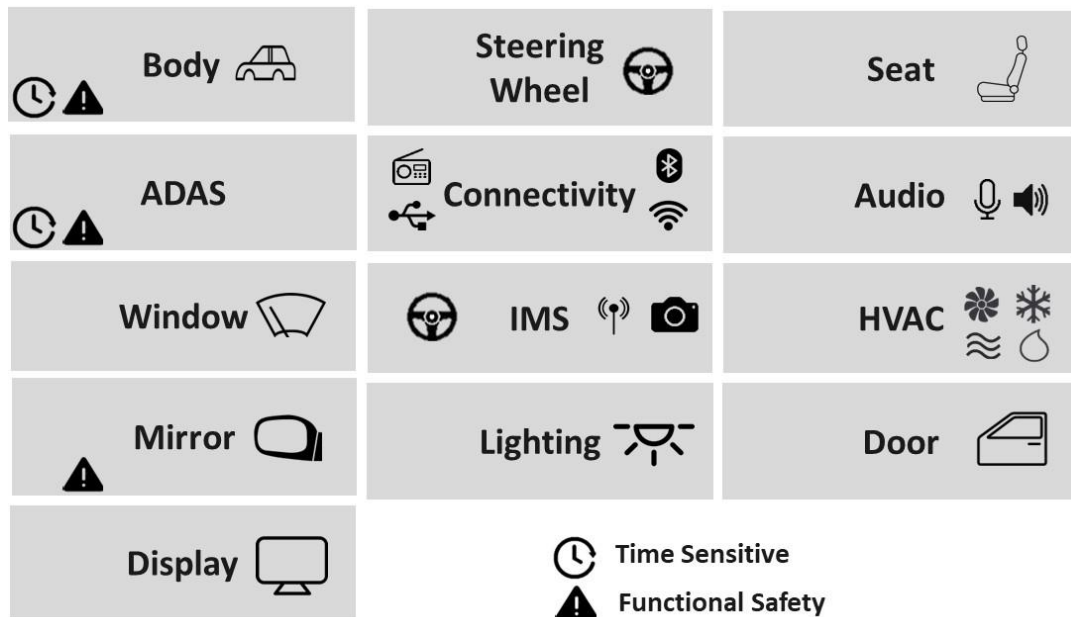 Body
Steering
Wheel
Seat
ADAS
Connectivity
Audio
Window
IMS
HVAC
Mirror
Lighting
Door
Display
Time Sensitive
Functional Safety